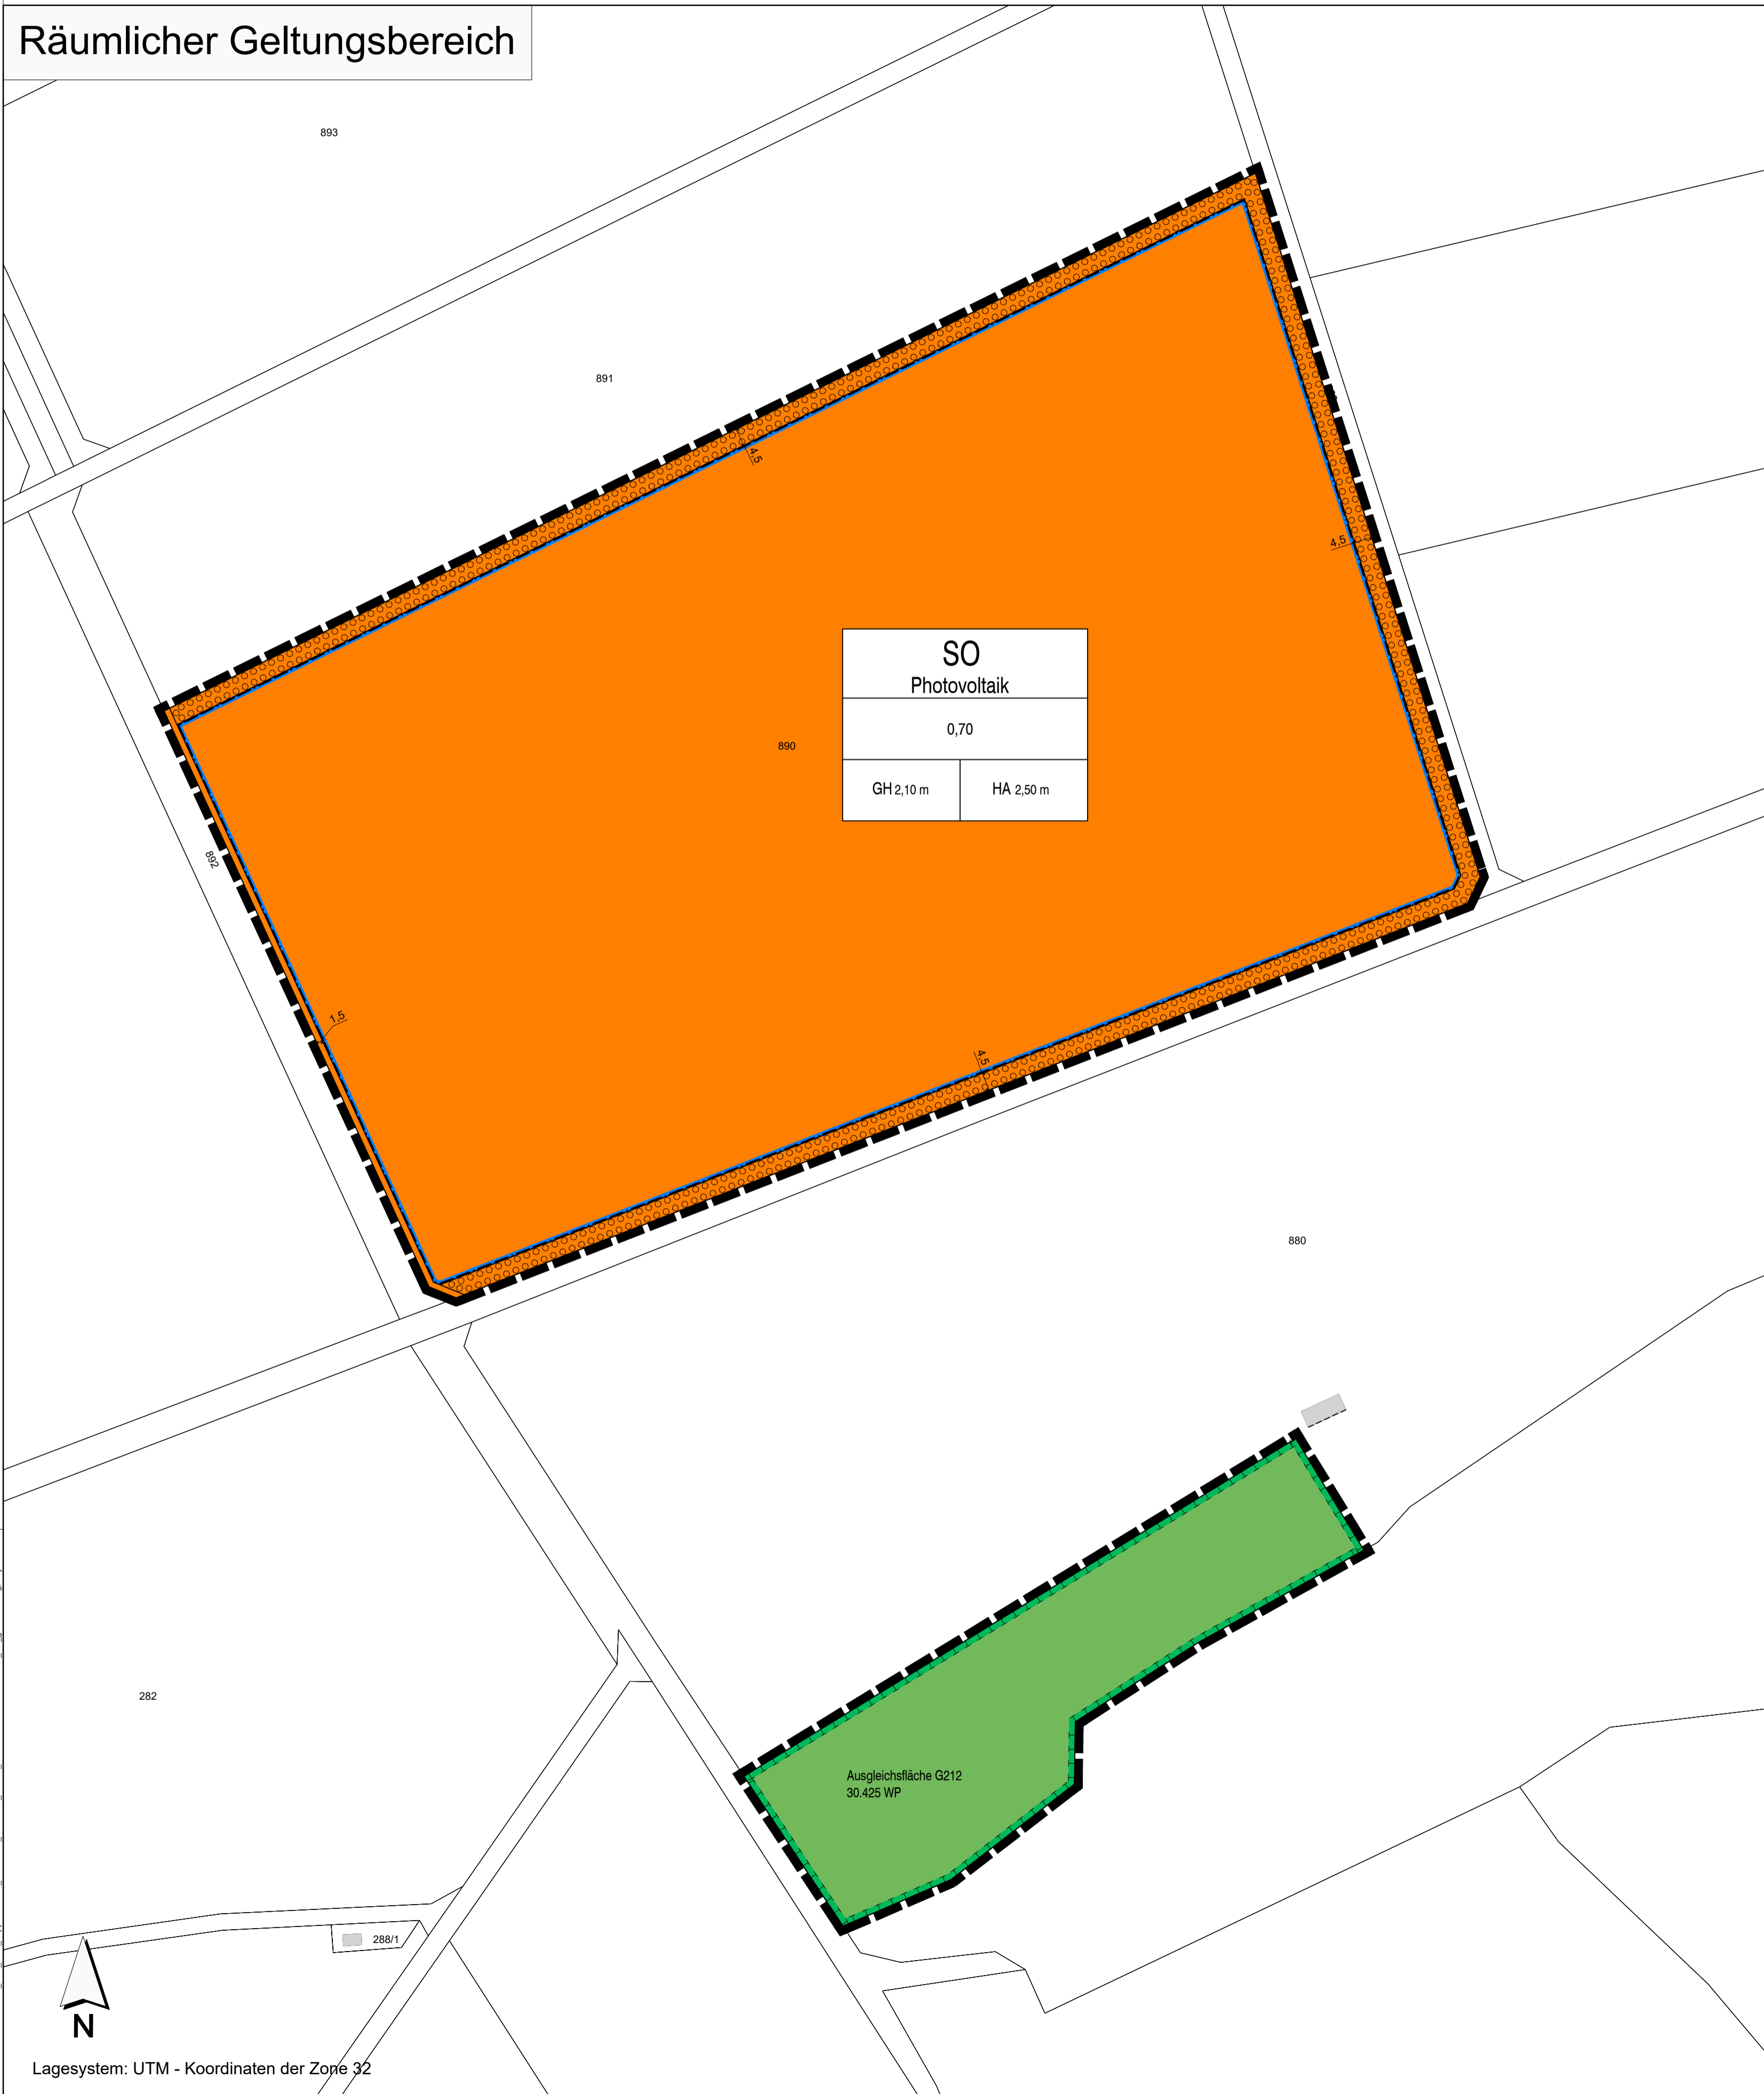 Räumlicher Geltungsbereich
893
891
4,5
4,5
SO
Photovoltaik
0,70
GH 2,10 m
HA 2,50 m
890
892
1,5
4,5
880
282
Ausgleichsfläche G212
30.425 WP
288/1
N
Lagesystem: UTM - Koordinaten der Zone 32